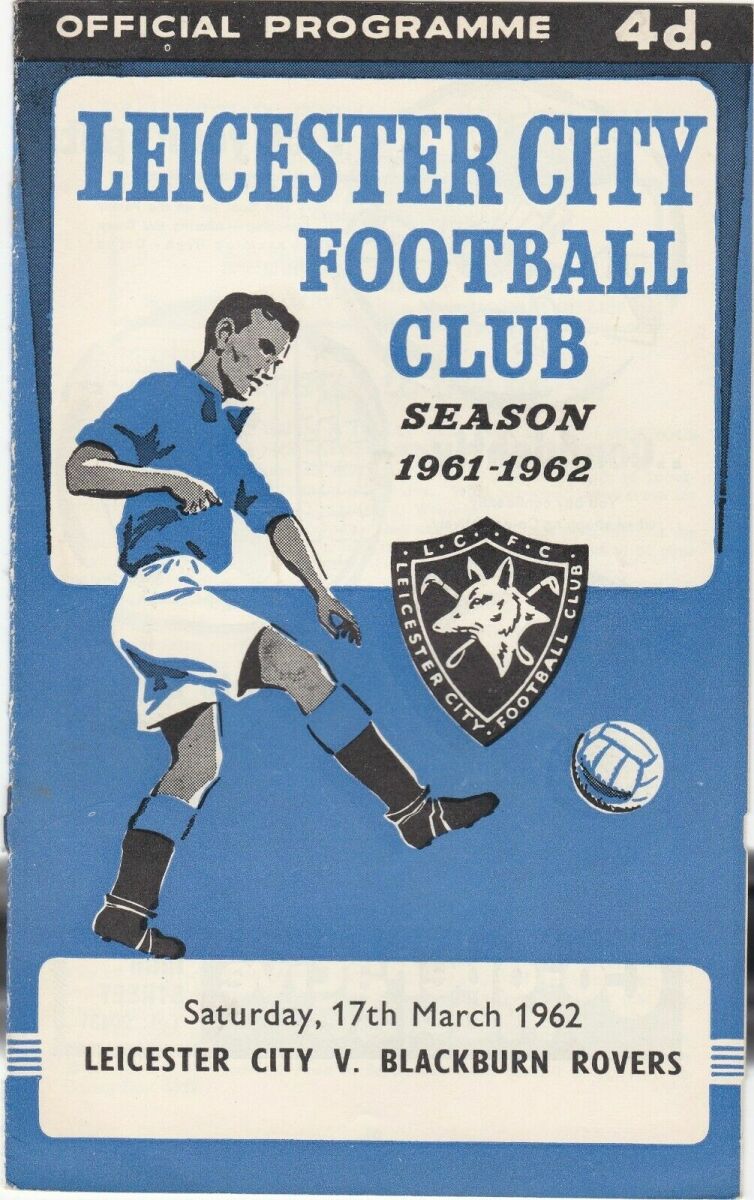 OFFICIAL PROGRAMME 4d.
LEICESTER CITY
FOOTBALL
CLUB
SEASON
1961-1962
· L · C · F · C ·
LEICESTER CITY · FOOTBALL CLUB
Saturday, 17th March 1962
LEICESTER CITY V. BLACKBURN ROVERS